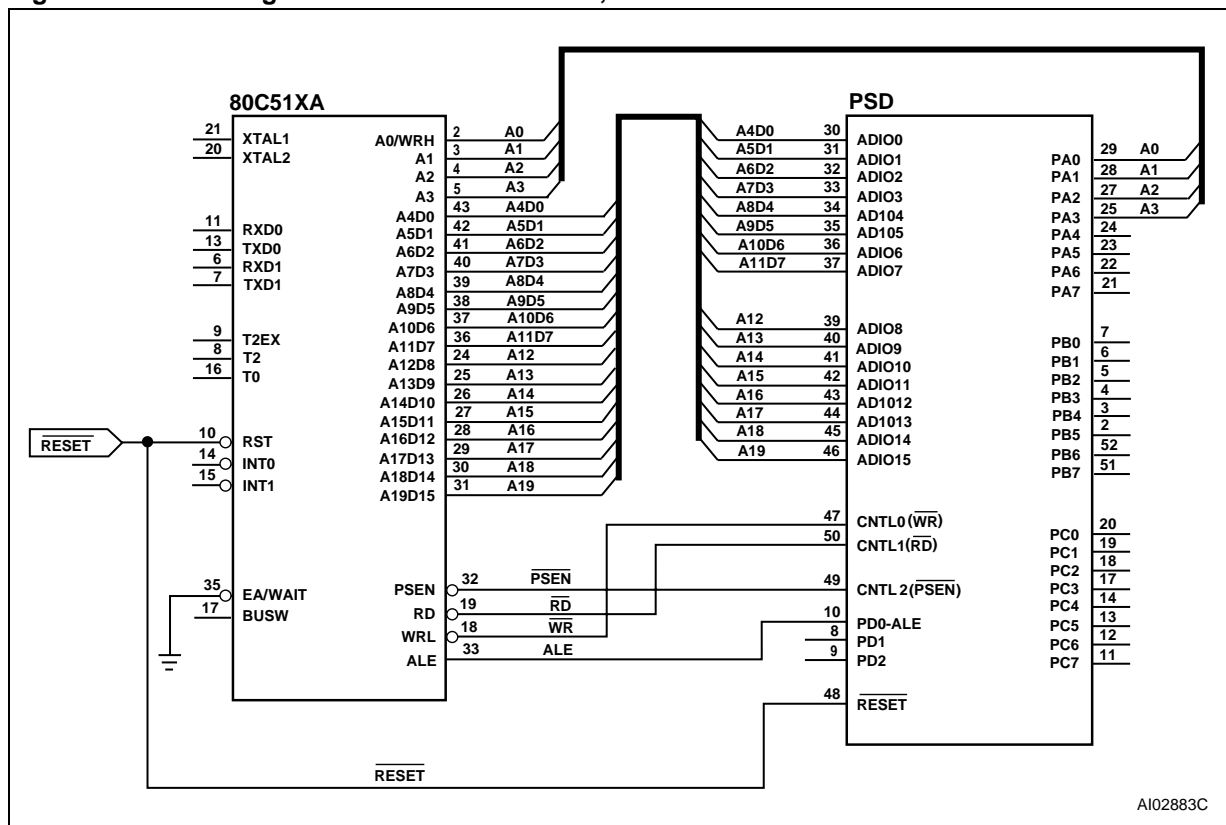 80C51XA
21 XTAL1
20 XTAL2
11 RXD0
13 TXD0
6 RXD1
7 TXD1
9 T2EX
8 T2
16 T0
RESET
10 RST
14 INT0
15 INT1
35 EA/WAIT
17 BUSW
A0/WRH 2 A0
A1 3 A1
A2 4 A2
A3 5 A3
A4D0 43 A4D0
A5D1 42 A5D1
A6D2 41 A6D2
A7D3 40 A7D3
A8D4 39 A8D4
A9D5 38 A9D5
A10D6 37 A10D6
A11D7 36 A11D7
A12D8 24 A12
A13D9 25 A13
A14D10 26 A14
A15D11 27 A15
A16D12 28 A16
A17D13 29 A17
A18D14 30 A18
A19D15 31 A19
PSEN 32 PSEN
RD 19 RD
WRL 18 WR
ALE 33 ALE
RESET
PSD
A4D0 30 ADIO0
A5D1 31 ADIO1
A6D2 32 ADIO2
A7D3 33 ADIO3
A8D4 34 AD104
A9D5 35 AD105
A10D6 36 ADIO6
A11D7 37 ADIO7
A12 39 ADIO8
A13 40 ADIO9
A14 41 ADIO10
A15 42 ADIO11
A16 43 AD1012
A17 44 AD1013
A18 45 ADIO14
A19 46 ADIO15
47 CNTL0(WR)
50 CNTL1(RD)
49 CNTL 2(PSEN)
10 PD0-ALE
8 PD1
9 PD2
48 RESET
PA0 29 A0
PA1 28 A1
PA2 27 A2
PA3 25 A3
PA4 24
PA5 23
PA6 22
PA7 21
PB0 7
PB1 6
PB2 5
PB3 4
PB4 3
PB5 2
PB6 52
PB7 51
PC0 20
PC1 19
PC2 18
PC3 17
PC4 14
PC5 13
PC6 12
PC7 11
AI02883C